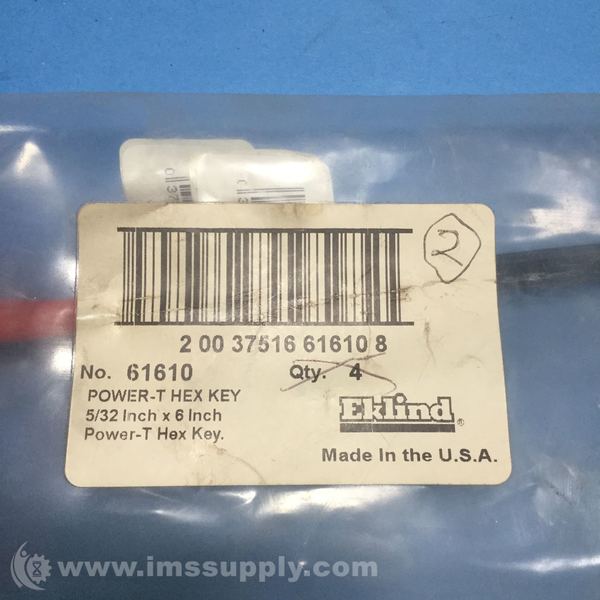 2
2 00 37516 61610 8
No. 61610
Qty. 4
POWER-T HEX KEY
5/32 Inch x 6 Inch
Power-T Hex Key.
Eklind®
Made In the U.S.A.
www.imssupply.com